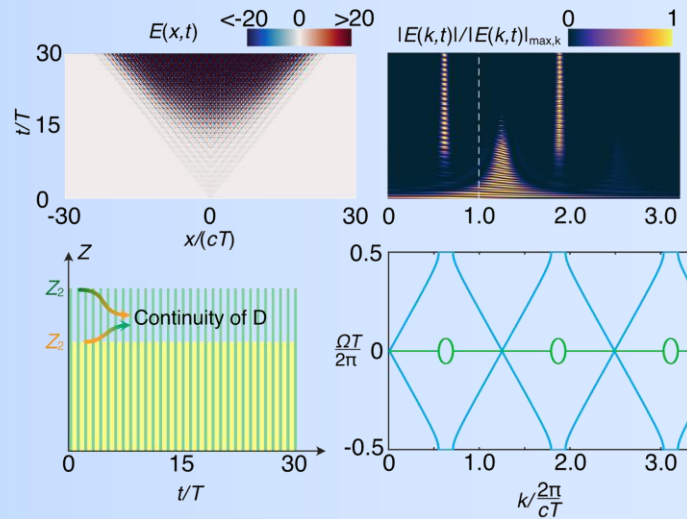 E(x,t)
<-20 0 >20
t/T
30
15
0
-30 0 30
x/(cT)
|E(k,t)|/|E(k,t)|max,k
0 1
0 1.0 2.0 3.0
Z
Z2
Z2
Continuity of D
0 15 30
t/T
ΩT/2π
0.5
0
-0.5
0 1.0 2.0 3.0
k/2π/cT